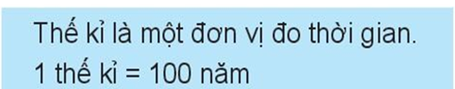 Thế kỉ là một đơn vị đo thời gian.
1 thế kỉ = 100 năm